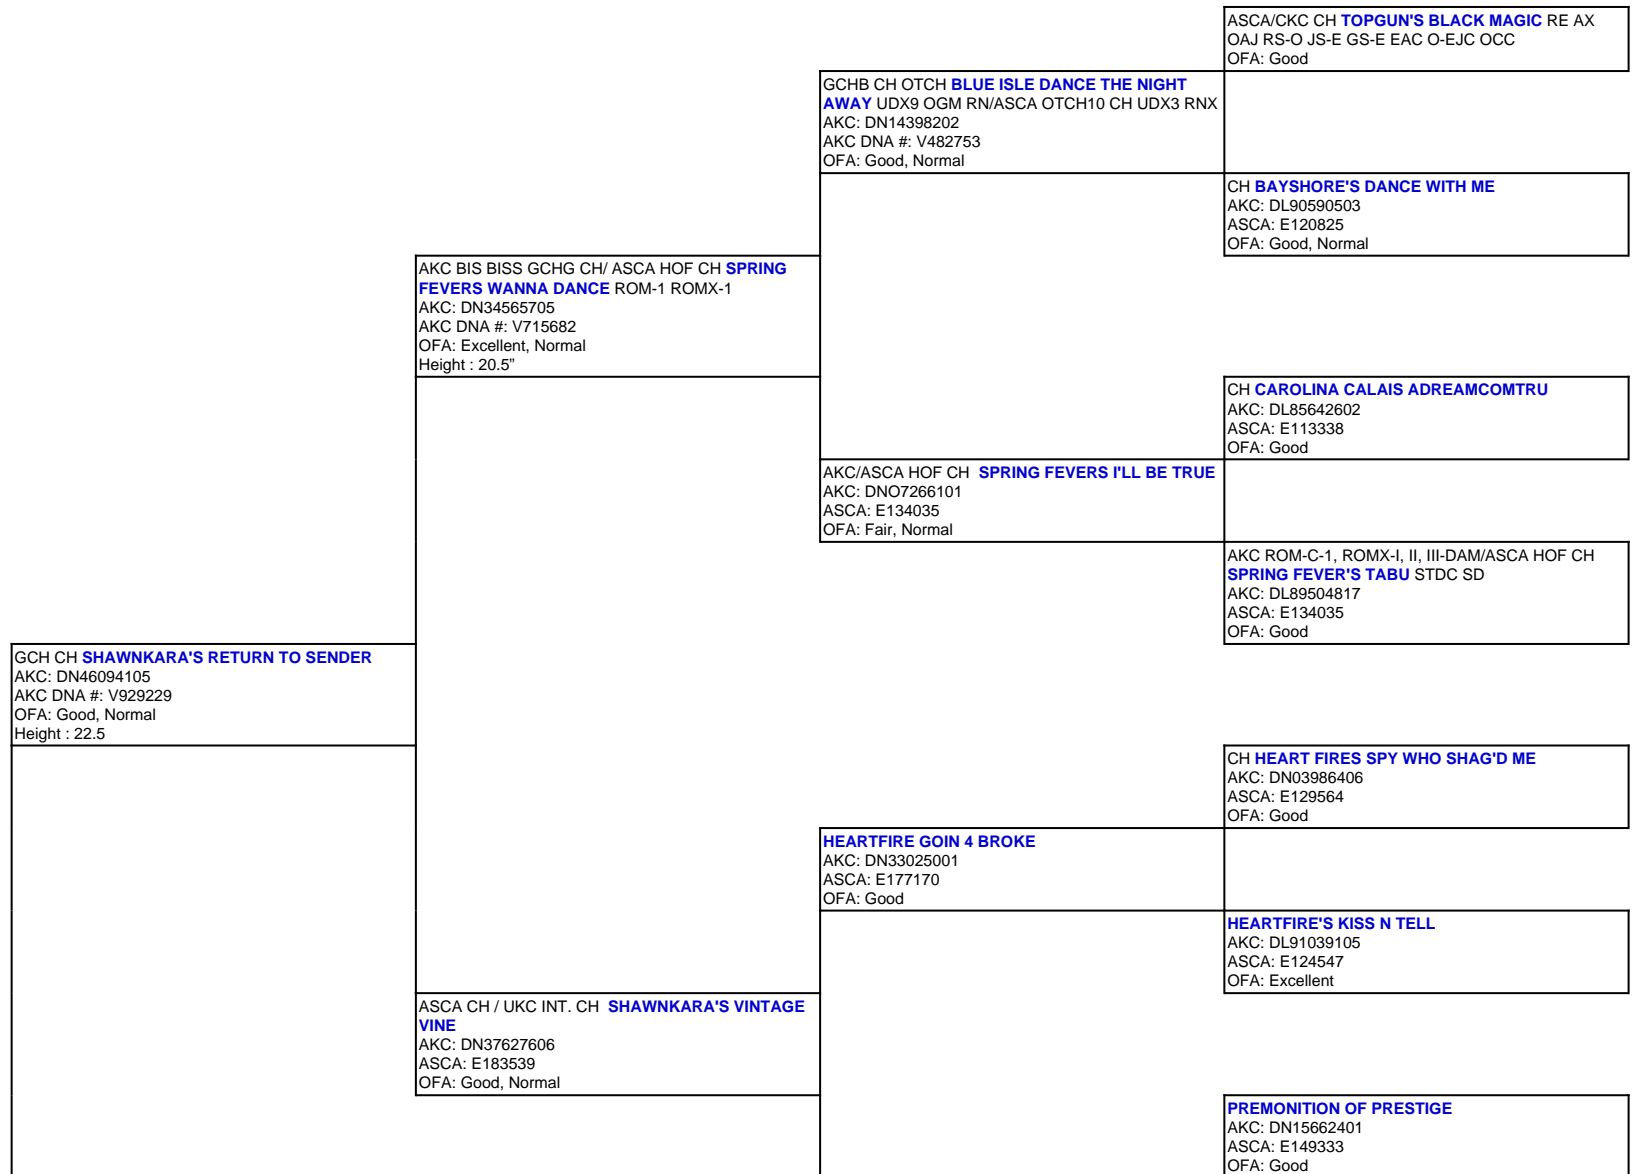 ASCA/CKC CH TOPGUN'S BLACK MAGIC RE AX
OAJ RS-O JS-E GS-E EAC O-EJC OCC
OFA: Good
GCHB CH OTCH BLUE ISLE DANCE THE NIGHT
AWAY UDX9 OGM RN/ASCA OTCH10 CH UDX3 RNX
AKC: DN14398202
AKC DNA #: V482753
OFA: Good, Normal
CH BAYSHORE'S DANCE WITH ME
AKC: DL90590503
ASCA: E120825
OFA: Good, Normal
AKC BIS BISS GCHG CH/ ASCA HOF CH SPRING
FEVERS WANNA DANCE ROM-1 ROMX-1
AKC: DN34565705
AKC DNA #: V715682
OFA: Excellent, Normal
Height : 20.5”
CH CAROLINA CALAIS ADREAMCOMTRU
AKC: DL85642602
ASCA: E113338
OFA: Good
AKC/ASCA HOF CH SPRING FEVERS I'LL BE TRUE
AKC: DNO7266101
ASCA: E134035
OFA: Fair, Normal
AKC ROM-C-1, ROMX-I, II, III-DAM/ASCA HOF CH
SPRING FEVER'S TABU STDC SD
AKC: DL89504817
ASCA: E134035
OFA: Good
GCH CH SHAWNKARA'S RETURN TO SENDER
AKC: DN46094105
AKC DNA #: V929229
OFA: Good, Normal
Height : 22.5
CH HEART FIRES SPY WHO SHAG'D ME
AKC: DN03986406
ASCA: E129564
OFA: Good
HEARTFIRE GOIN 4 BROKE
AKC: DN33025001
ASCA: E177170
OFA: Good
HEARTFIRE'S KISS N TELL
AKC: DL91039105
ASCA: E124547
OFA: Excellent
ASCA CH / UKC INT. CH SHAWNKARA'S VINTAGE
VINE
AKC: DN37627606
ASCA: E183539
OFA: Good, Normal
PREMONITION OF PRESTIGE
AKC: DN15662401
ASCA: E149333
OFA: Good